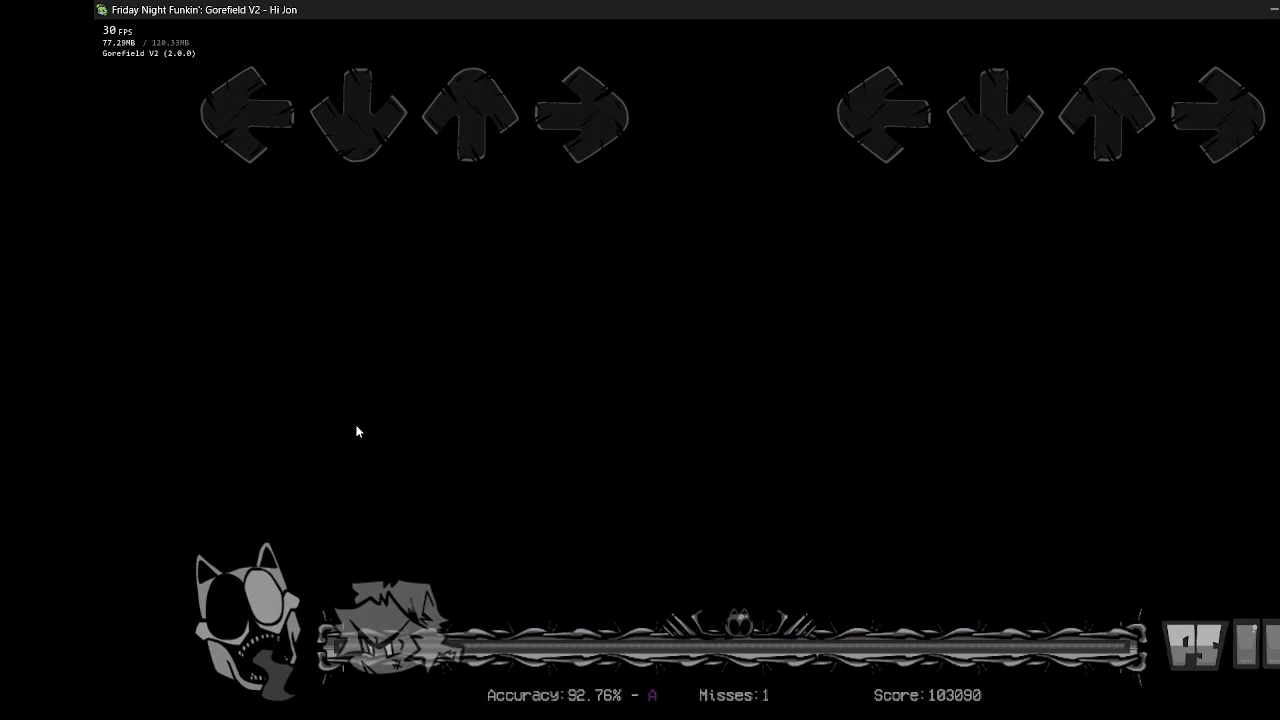 Friday Night Funkin': Gorefield V2 - Hi Jon
30 FPS
77.29MB / 120.33MB
Gorefield V2 (2.0.0)
PS
Accuracy:92.76% - A Misses:1 Score:103090